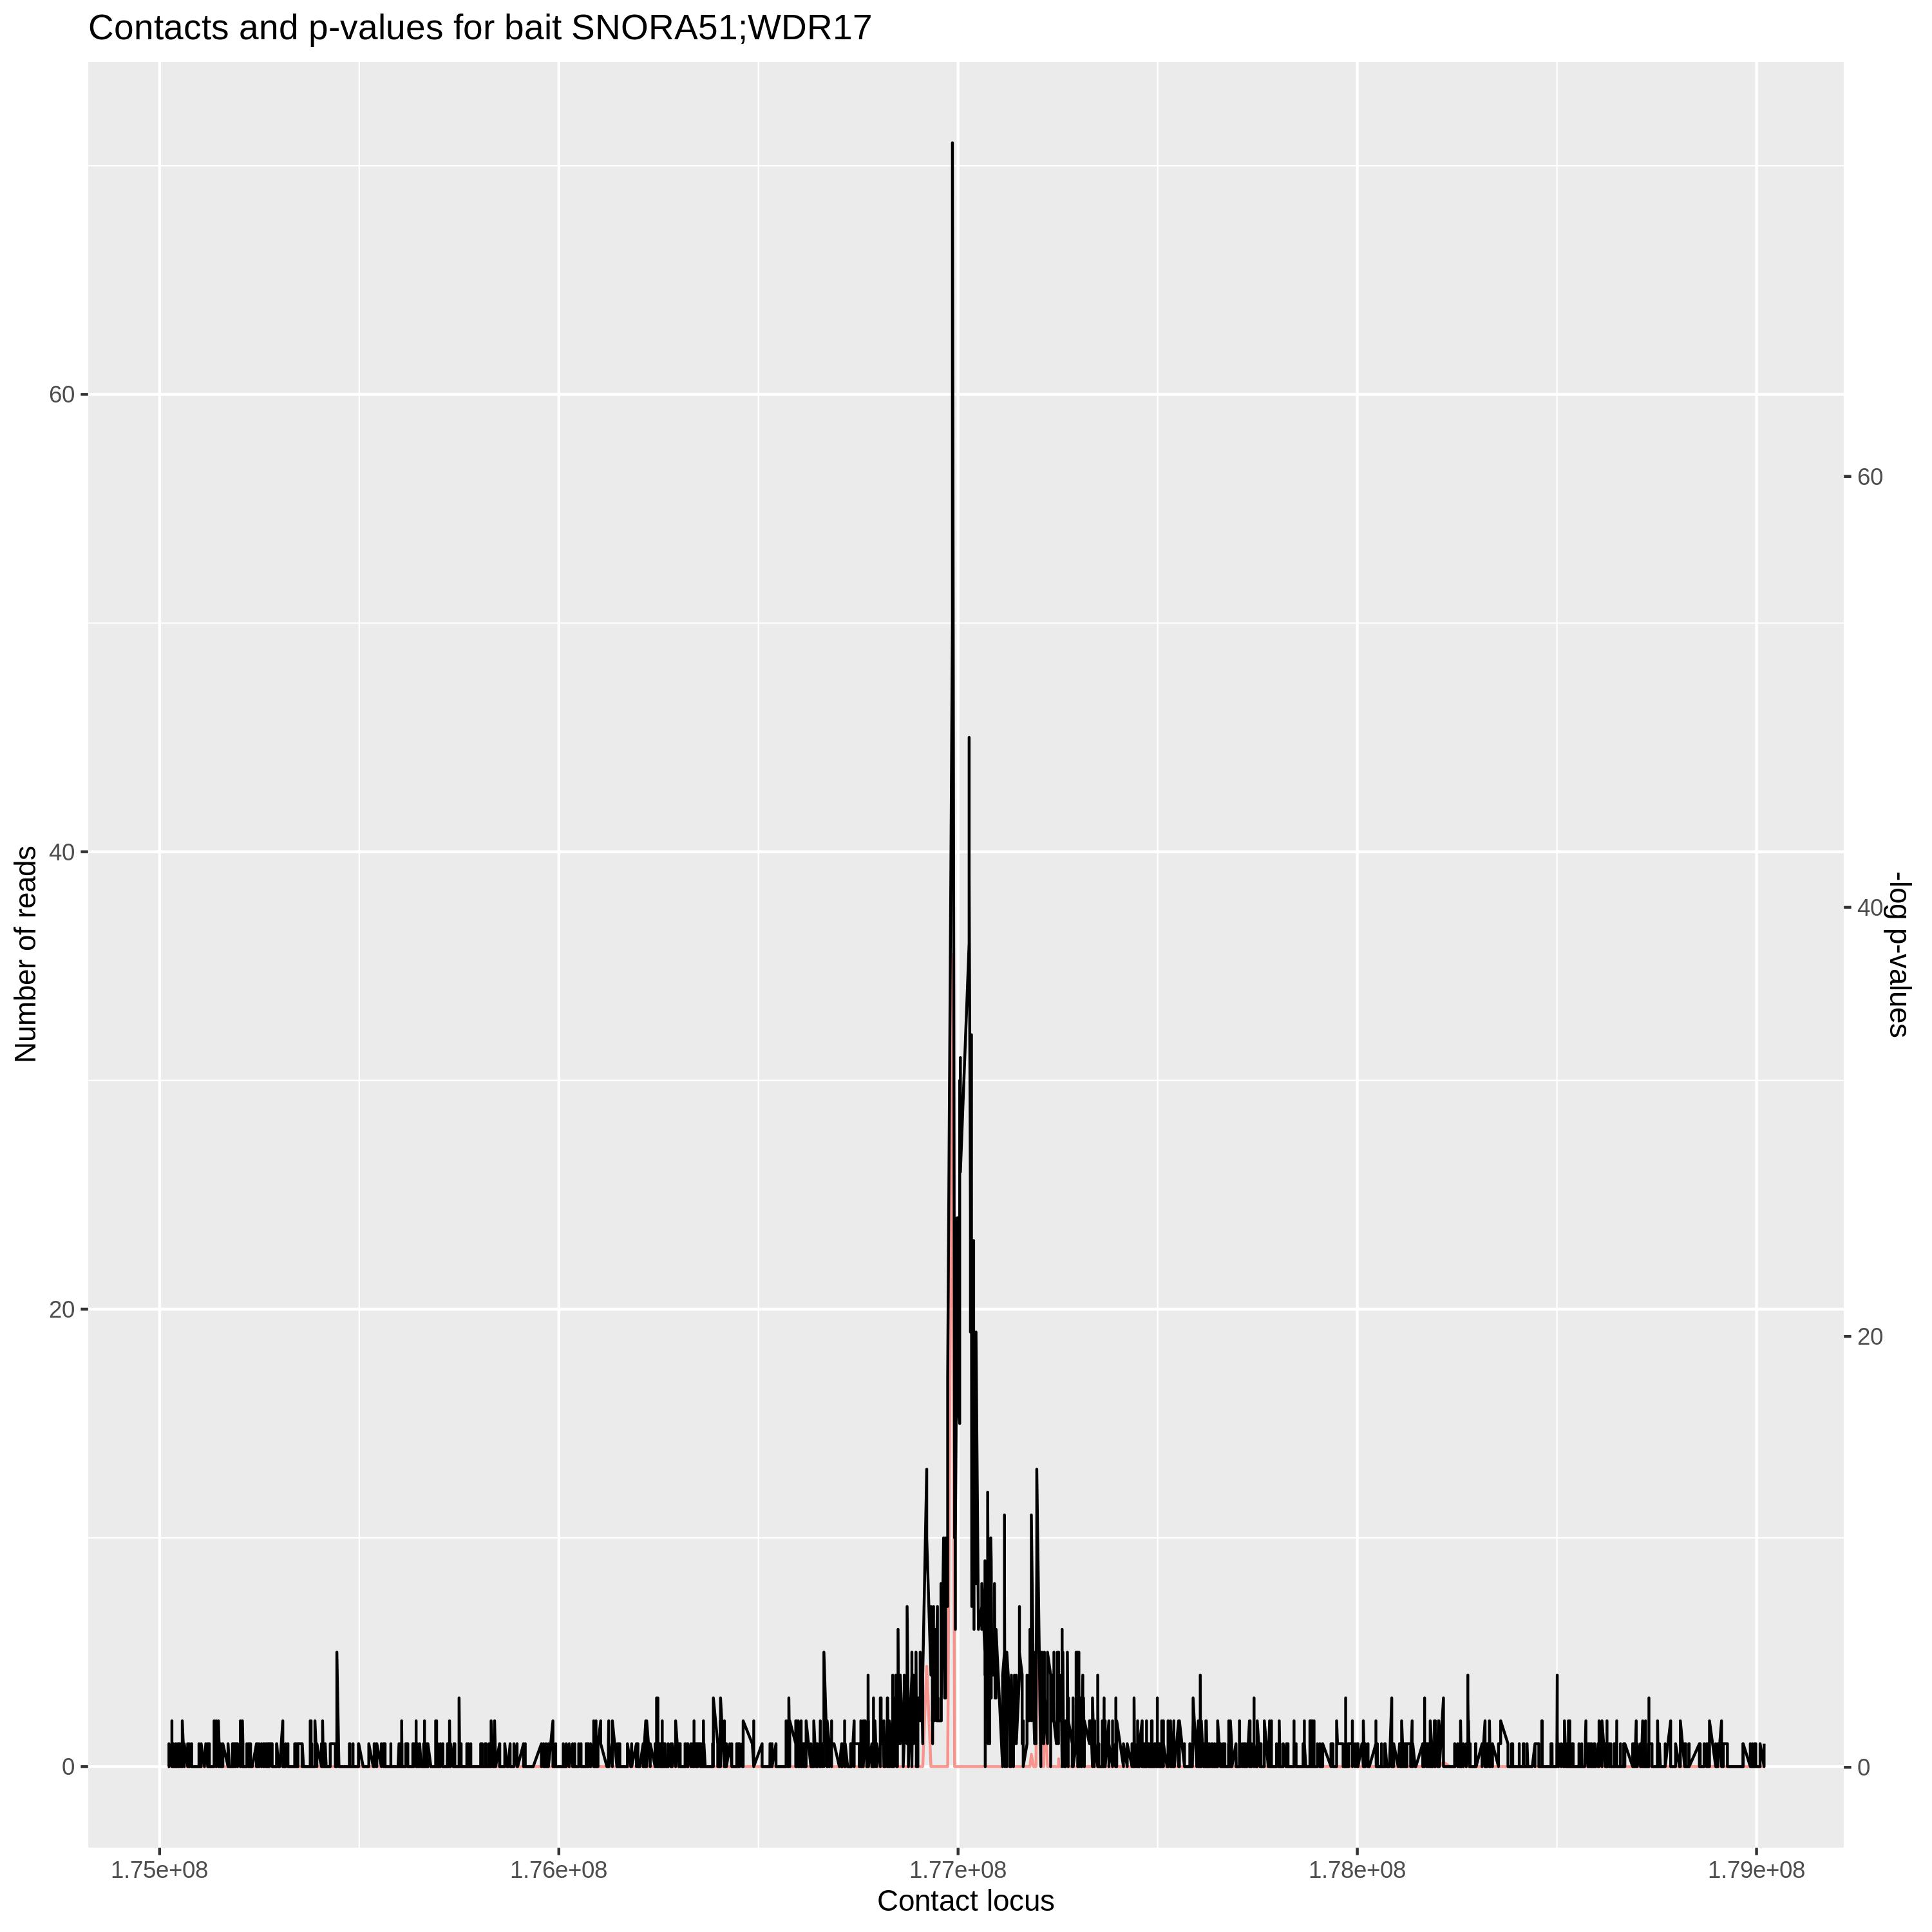 Contacts and p-values for bait SNORA51;WDR17
60
40
20
0
Number of reads
60
40
20
0
-log p-values
1.75e+08 1.76e+08 1.77e+08 1.78e+08 1.79e+08
Contact locus